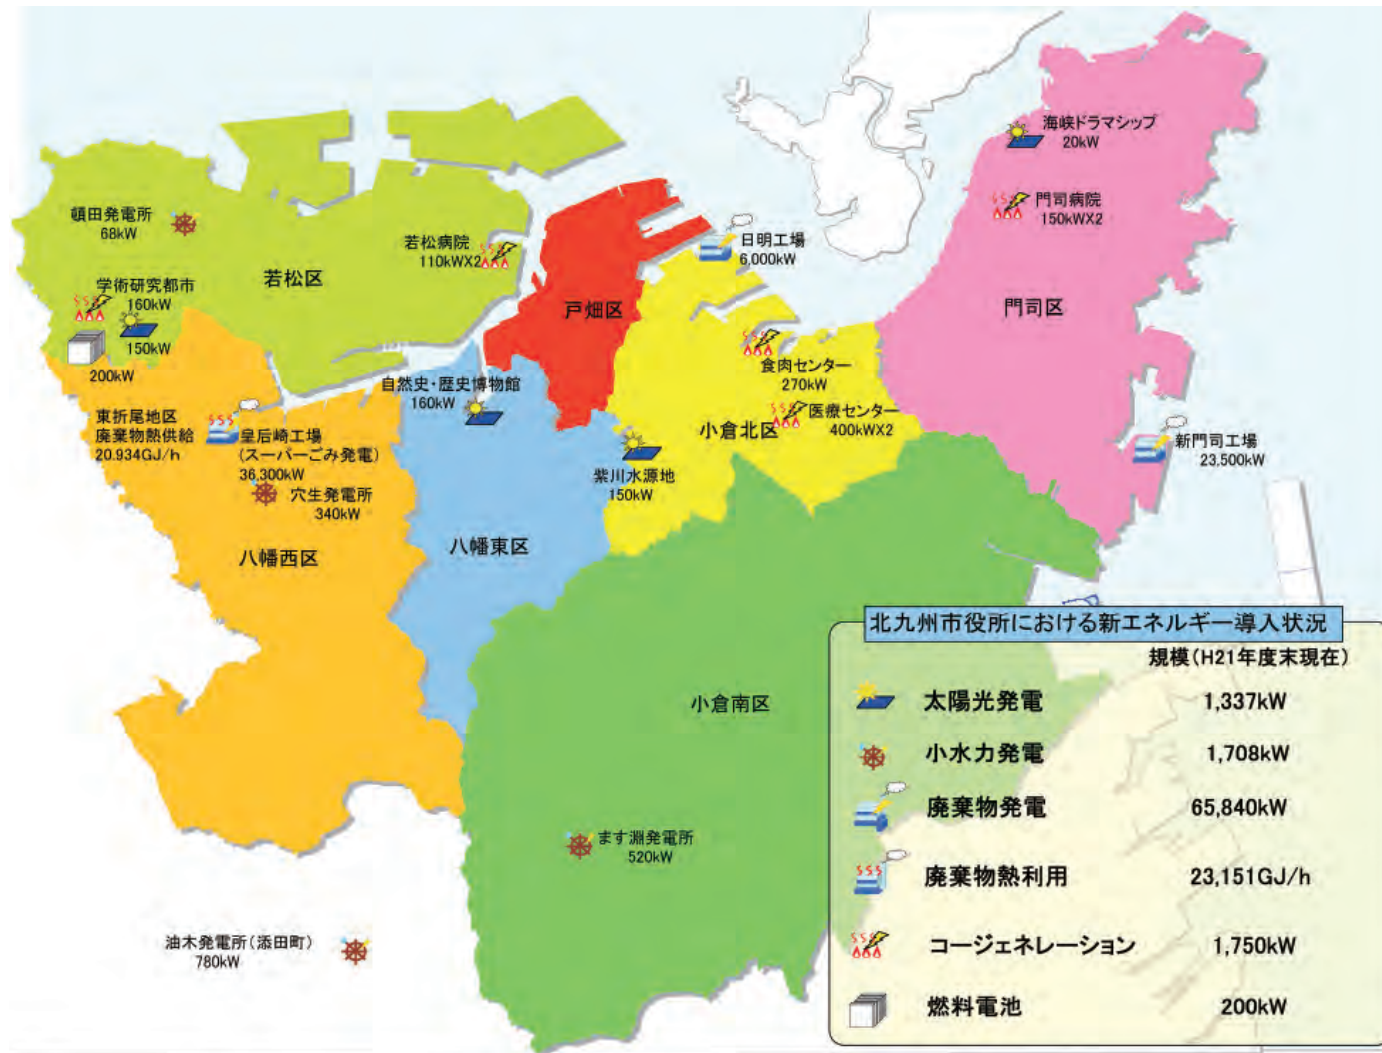 海峡ドラマシップ
20kW
門司病院
150kWX2
門司区
頓田発電所
68kW
若松病院
110kWX2
若松区
学術研究都市
160kW
150kW
200kW
戸畑区
日明工場
6,000kW
食肉センター
270kW
医療センター
400kWX2
小倉北区
自然史・歴史博物館
160kW
紫川水源地
150kW
新門司工場
23,500kW
東折尾地区
廃棄物熱供給
20.934GJ/h
皇后崎工場
(スーパーごみ発電)
36,300kW
穴生発電所
340kW
八幡西区
八幡東区
小倉南区
ます淵発電所
520kW
油木発電所(添田町)
780kW
北九州市役所における新エネルギー導入状況
規模(H21年度末現在)
太陽光発電 1,337kW
小水力発電 1,708kW
廃棄物発電 65,840kW
廃棄物熱利用 23,151GJ/h
コージェネレーション 1,750kW
燃料電池 200kW